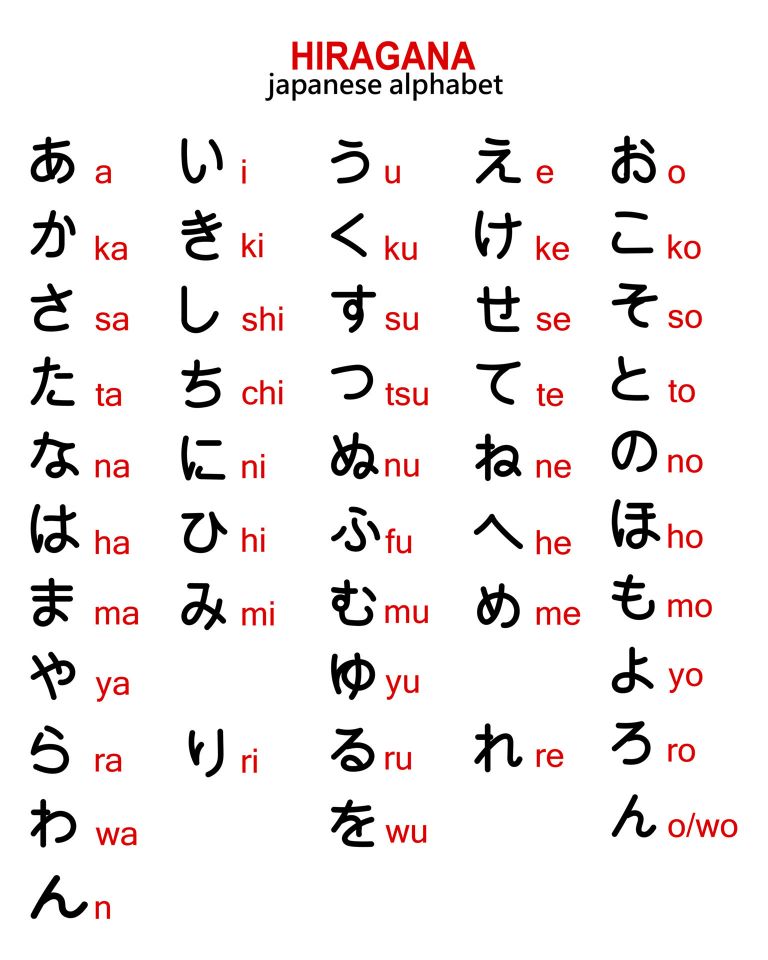 HIRAGANA
japanese alphabet
あ a い i う u え e お o
か ka き ki く ku け ke こ ko
さ sa し shi す su せ se そ so
た ta ち chi つ tsu て te と to
な na に ni ぬ nu ね ne の no
は ha ひ hi ふ fu へ he ほ ho
ま ma み mi む mu め me も mo
や ya ゆ yu よ yo
ら ra り ri る ru れ re ろ ro
わ wa を wu ん o/wo
ん n